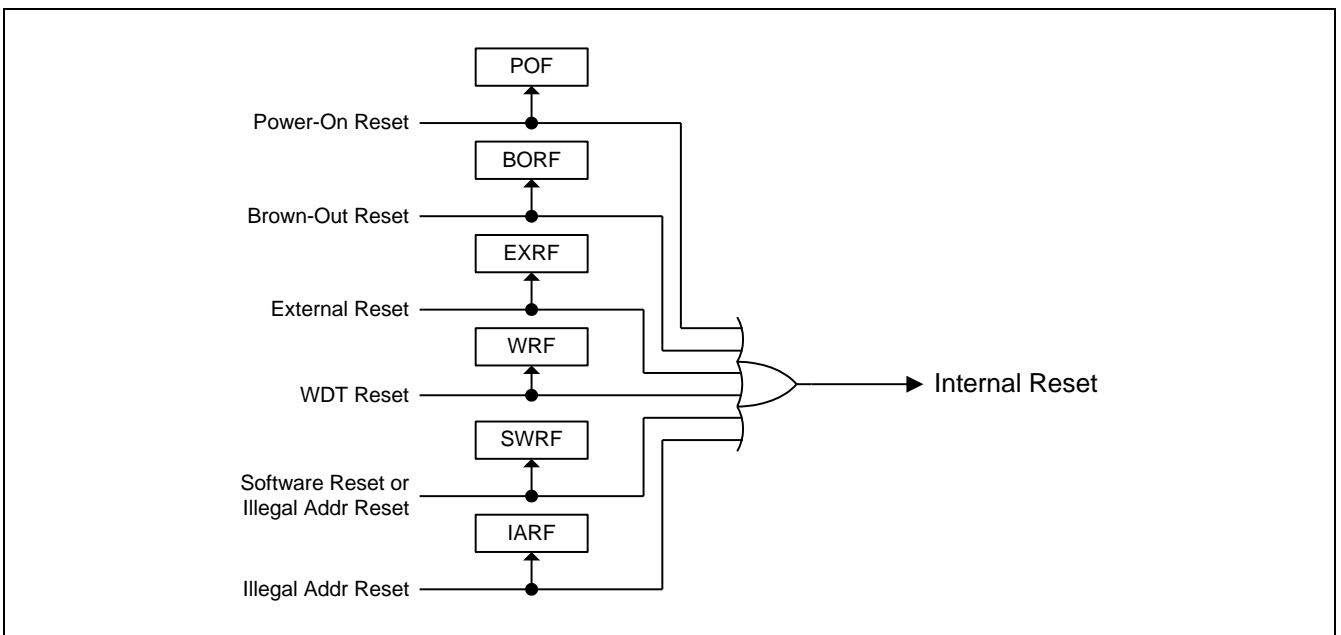 POF
Power-On Reset
BORF
Brown-Out Reset
EXRF
External Reset
WRF
WDT Reset
Internal Reset
SWRF
Software Reset or
Illegal Addr Reset
IARF
Illegal Addr Reset